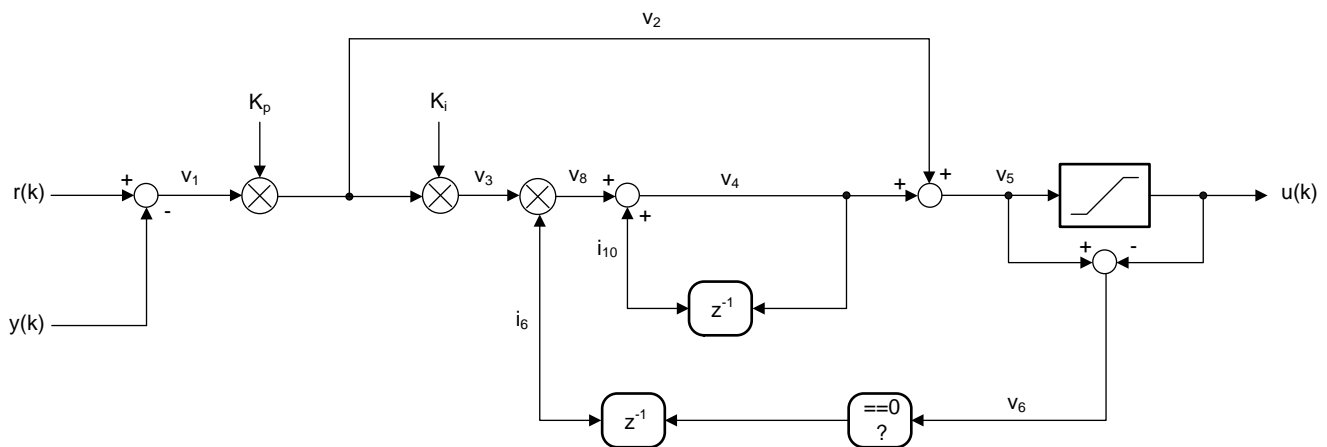 v₂
Kₚ
Kᵢ
r(k)
+
-
v₁
v₃
v₈
+
+
v₄
+
+
v₅
u(k)
i₁₀
+
-
z⁻¹
y(k)
i₆
z⁻¹
==0
?
v₆